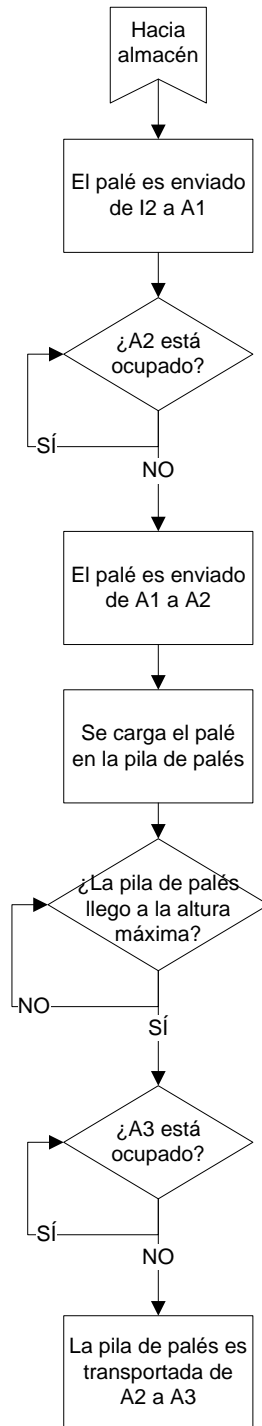 Hacia
almacén
El palé es enviado
de I2 a A1
¿A2 está
ocupado?
SÍ
NO
El palé es enviado
de A1 a A2
Se carga el palé
en la pila de palés
¿La pila de palés
llego a la altura
máxima?
NO
SÍ
¿A3 está
ocupado?
SÍ
NO
La pila de palés es
transportada de
A2 a A3